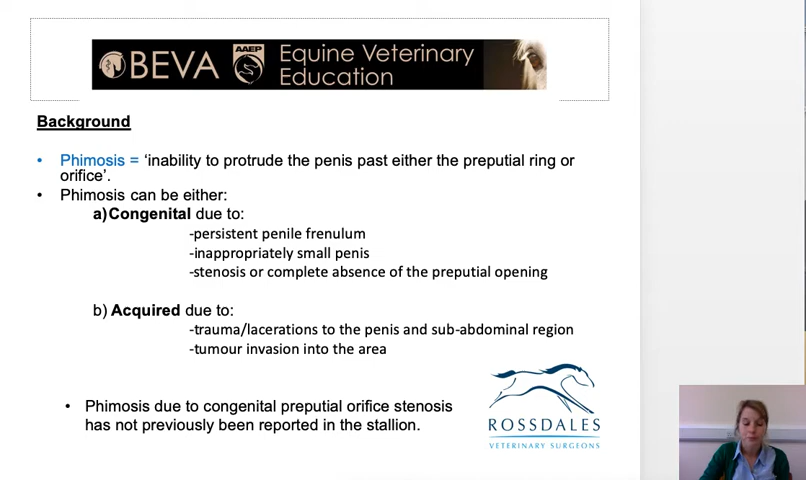 BEVA AAEP Equine Veterinary
Education
Background
• Phimosis = ‘inability to protrude the penis past either the preputial ring or
orifice’.
• Phimosis can be either:
a)Congenital due to:
-persistent penile frenulum
-inappropriately small penis
-stenosis or complete absence of the preputial opening
b) Acquired due to:
-trauma/lacerations to the penis and sub-abdominal region
-tumour invasion into the area
• Phimosis due to congenital preputial orifice stenosis
has not previously been reported in the stallion.
ROSSDALES
VETERINARY SURGEONS